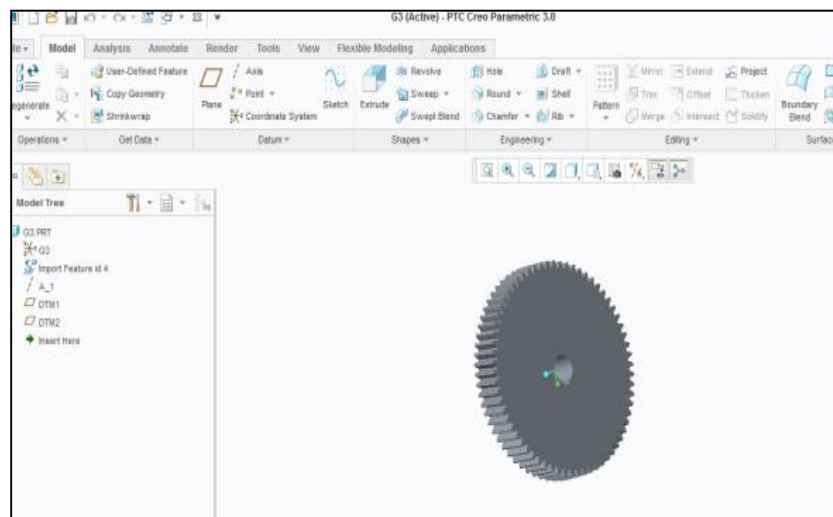 G3 (Active) - PTC Creo Parametric 3.0
Model Analysis Annotate Render Tools View Flexible Modeling Applications
User-Defined Feature Axis Revolve Hole Draft Mirror Extend Project
Copy Geometry Point Sweep Round Shell Offset Thicken
Regenerate Shrinkwrap Plane Coordinate System Sketch Extrude Swept Blend Chamfer Rib Pattern Merge Intersect Solidify Boundary Blend
Operations Get Data Datum Shapes Engineering Editing Surfac
Model Tree
G3.PRT
G3
Import Feature id 4
A_1
DTM1
DTM2
Insert Here